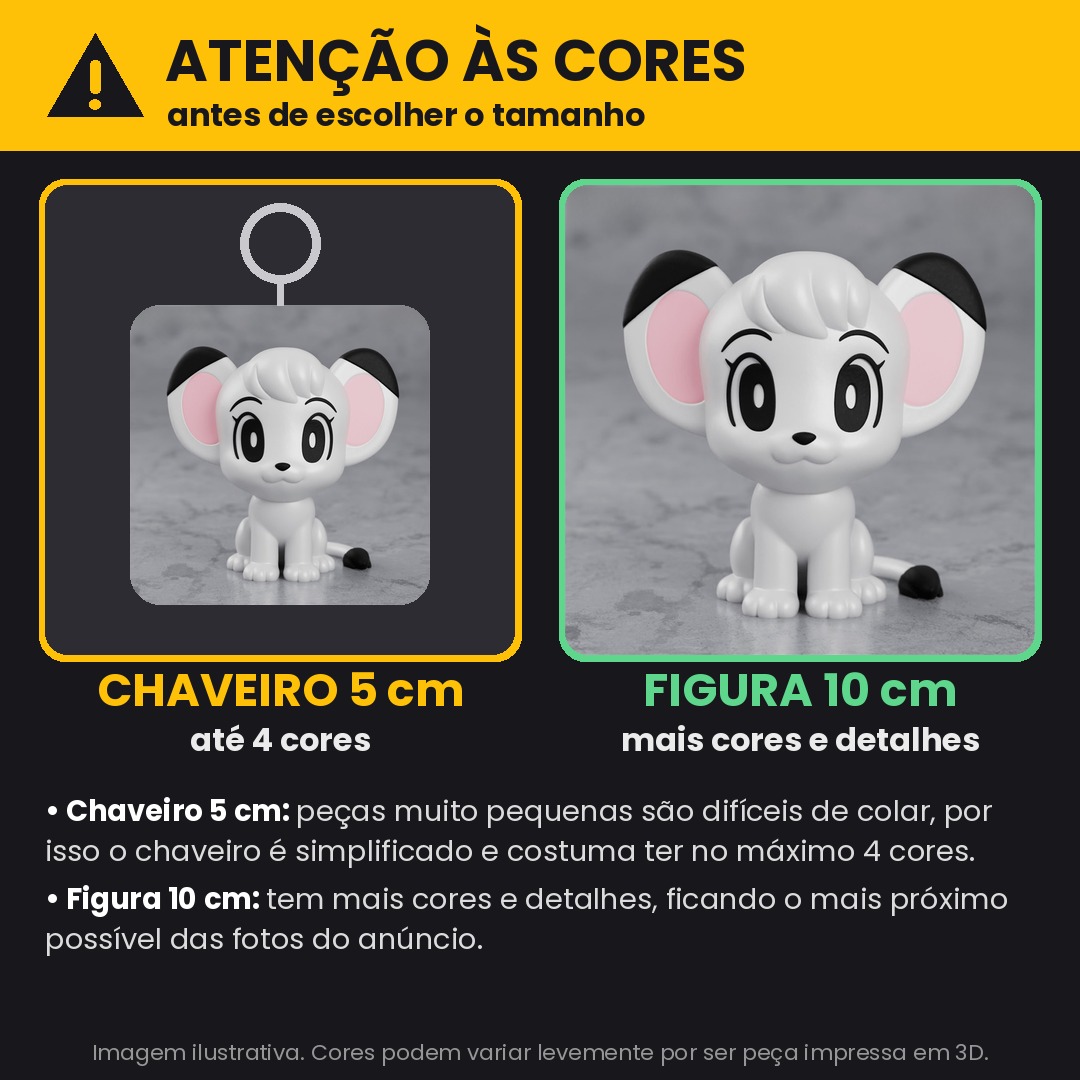 ATENÇÃO ÀS CORES
antes de escolher o tamanho
CHAVEIRO 5 cm
até 4 cores
FIGURA 10 cm
mais cores e detalhes
• Chaveiro 5 cm: peças muito pequenas são difíceis de colar, por
isso o chaveiro é simplificado e costuma ter no máximo 4 cores.
• Figura 10 cm: tem mais cores e detalhes, ficando o mais próximo
possível das fotos do anúncio.
Imagem ilustrativa. Cores podem variar levemente por ser peça impressa em 3D.